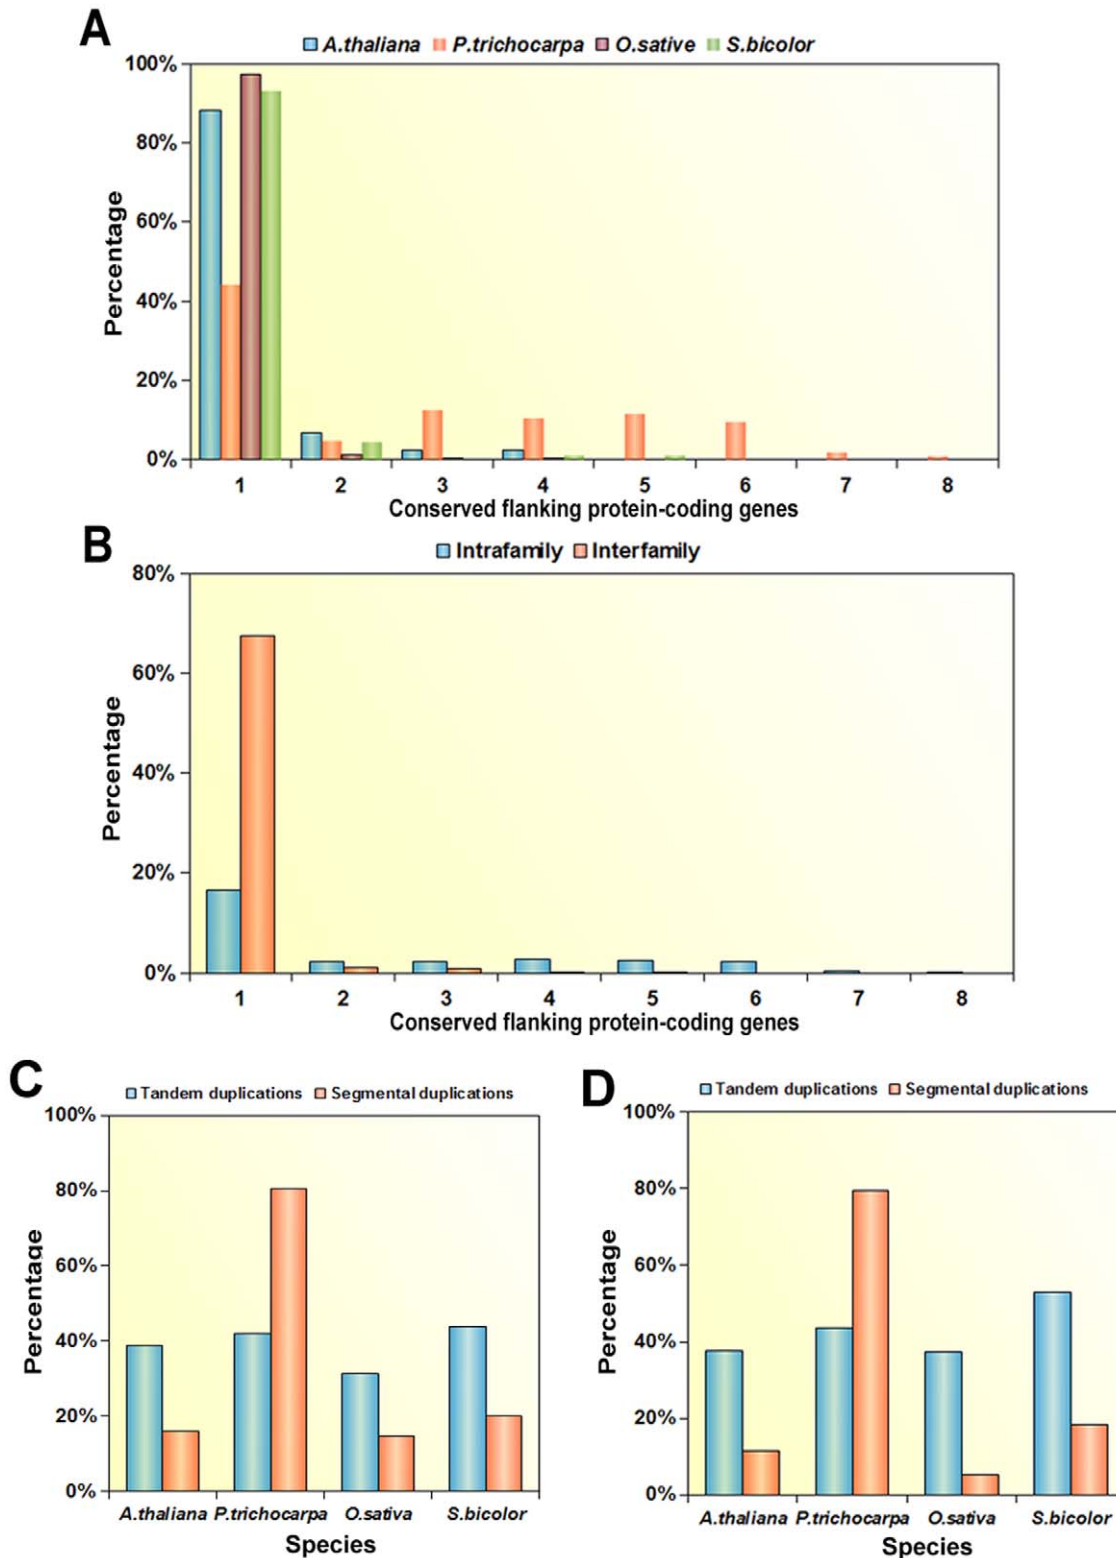 A
A.thaliana P.trichocarpa O.sative S.bicolor
100%
80%
60%
40%
20%
0%
Percentage
1 2 3 4 5 6 7 8
Conserved flanking protein-coding genes
B
Intrafamily Interfamily
80%
60%
40%
20%
0%
Percentage
1 2 3 4 5 6 7 8
Conserved flanking protein-coding genes
C
Tandem duplications Segmental duplications
100%
80%
60%
40%
20%
0%
Percentage
A.thaliana P.trichocarpa O.sativa S.bicolor
Species
D
Tandem duplications Segmental duplications
100%
80%
60%
40%
20%
0%
Percentage
A.thaliana P.trichocarpa O.sativa S.bicolor
Species